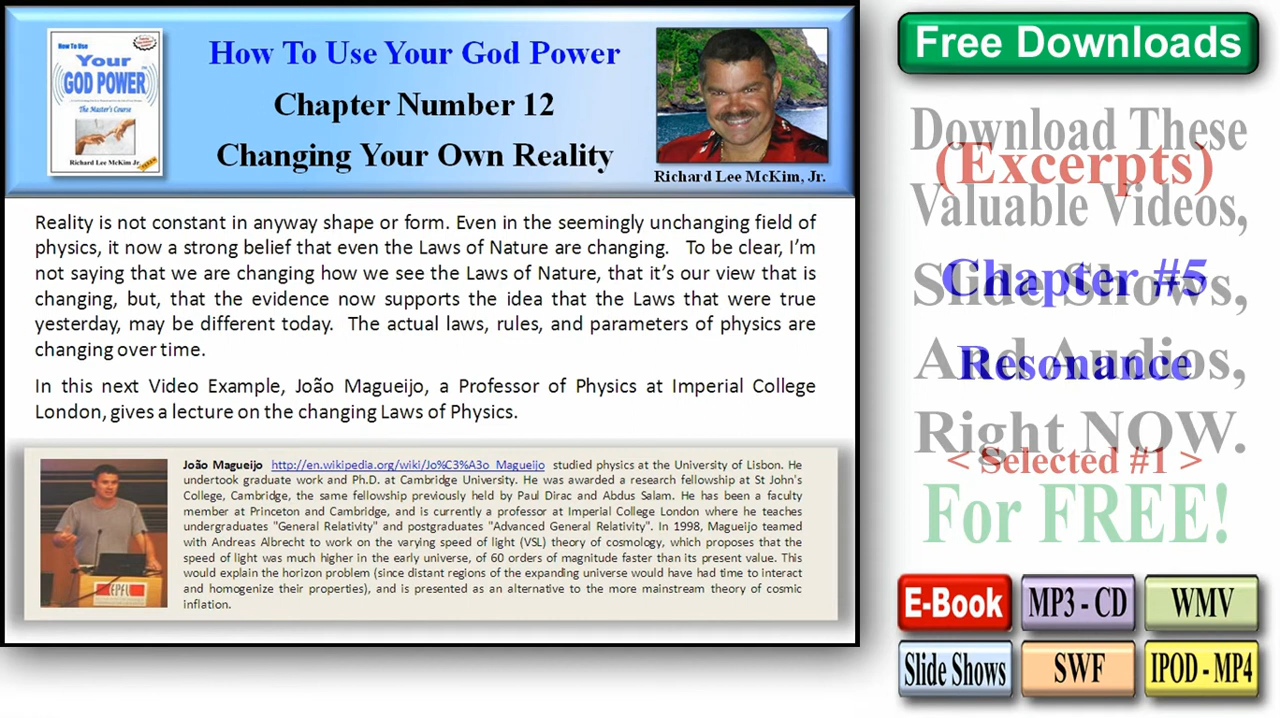 How To Use
Your
GOD POWER
The Master's Course
Richard Lee McKim Jr.
How To Use Your God Power
Chapter Number 12
Changing Your Own Reality
Richard Lee McKim, Jr.
Reality is not constant in anyway shape or form. Even in the seemingly unchanging field of
physics, it now a strong belief that even the Laws of Nature are changing. To be clear, I'm
not saying that we are changing how we see the Laws of Nature, that it's our view that is
changing, but, that the evidence now supports the idea that the Laws that were true
yesterday, may be different today. The actual laws, rules, and parameters of physics are
changing over time.
In this next Video Example, João Magueijo, a Professor of Physics at Imperial College
London, gives a lecture on the changing Laws of Physics.
João Magueijo http://en.wikipedia.org/wiki/Jo%C3%A3o_Magueijo studied physics at the University of Lisbon. He
undertook graduate work and Ph.D. at Cambridge University. He was awarded a research fellowship at St John's
College, Cambridge, the same fellowship previously held by Paul Dirac and Abdus Salam. He has been a faculty
member at Princeton and Cambridge, and is currently a professor at Imperial College London where he teaches
undergraduates "General Relativity" and postgraduates "Advanced General Relativity". In 1998, Magueijo teamed
with Andreas Albrecht to work on the varying speed of light (VSL) theory of cosmology, which proposes that the
speed of light was much higher in the early universe, of 60 orders of magnitude faster than its present value. This
would explain the horizon problem (since distant regions of the expanding universe would have had time to interact
and homogenize their properties), and is presented as an alternative to the more mainstream theory of cosmic
inflation.
EPFL
Free Downloads
Download These
(Excerpts)
Valuable Videos,
Chapter #5
Slide Shows,
Resonance
And Audios,
Right NOW.
< Selected #1 >
For FREE!
E-Book
MP3 - CD
WMV
Slide Shows
SWF
IPOD - MP4